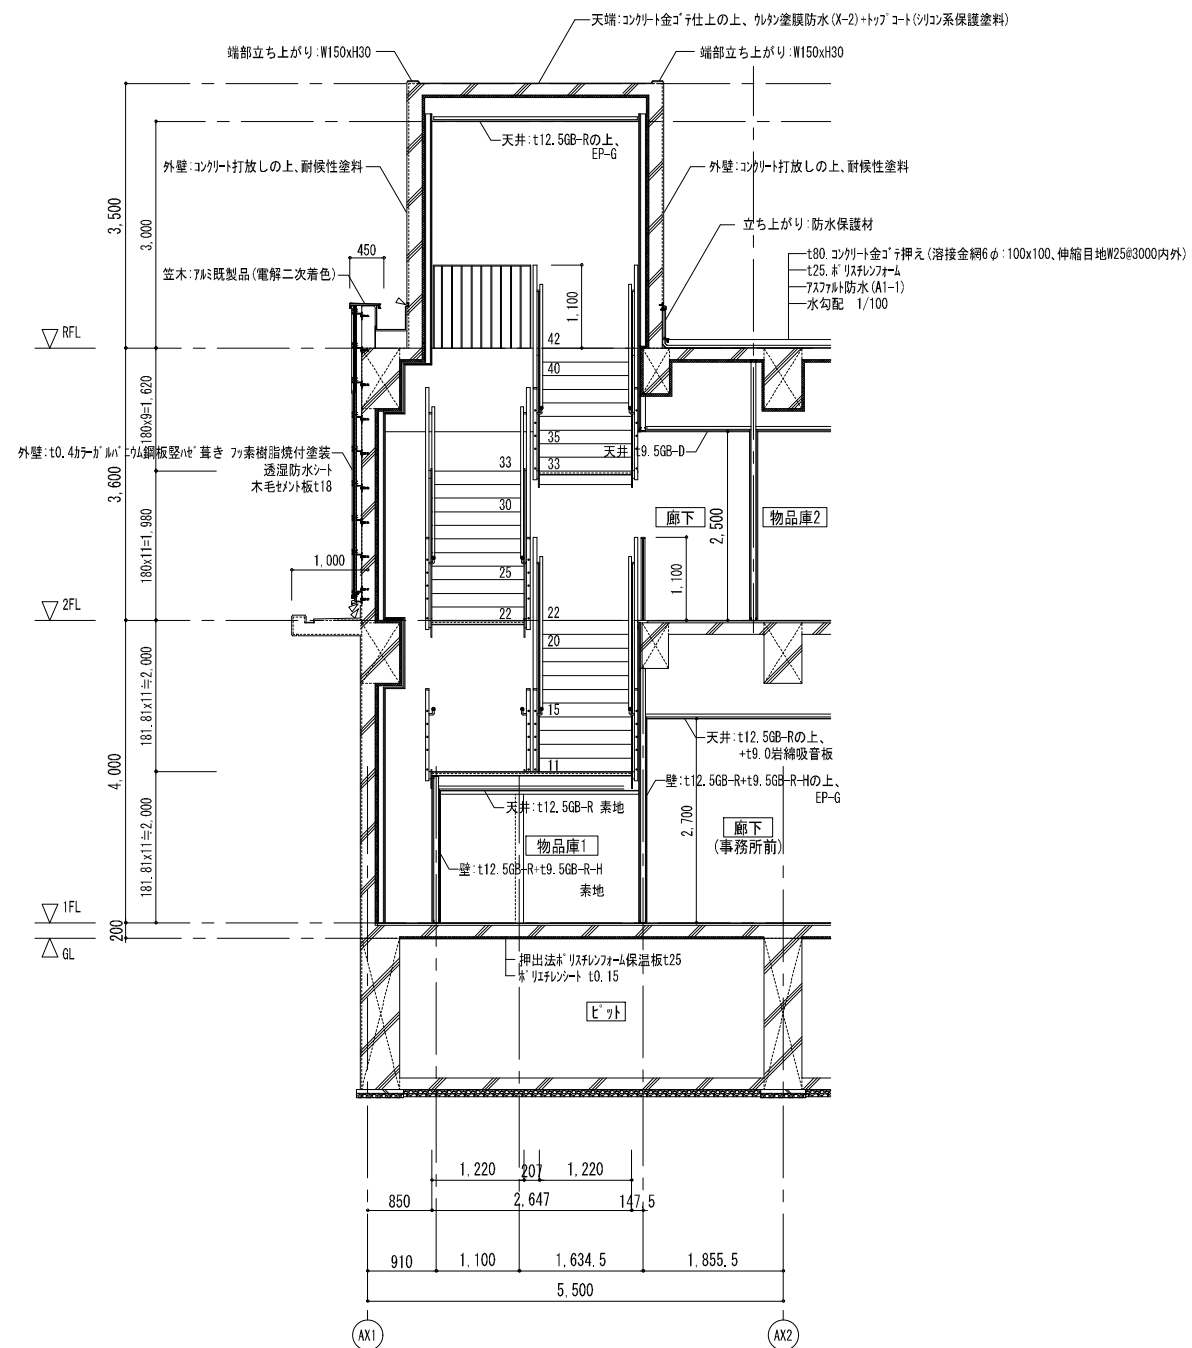 天端:コンクリート金ゴテ仕上の上、ウレタン塗膜防水(X-2)+トップコート(シリコン系保護塗料)
端部立ち上がり:W150xH30
端部立ち上がり:W150xH30
天井:t12.5GB-Rの上、
EP-G
外壁:コンクリート打放しの上、耐候性塗料
外壁:コンクリート打放しの上、耐候性塗料
3,500
3,000
立ち上がり:防水保護材
450
t80. コンクリート金ゴテ押え(溶接金網6φ:100x100、伸縮目地W25@3000内外)
t25. ポリスチレンフォーム
アスファルト防水(A1-1)
水勾配 1/100
笠木:アルミ既製品(電解二次着色)
1,100
RFL
42
40
180x9=1,620
35
33
天井:t9.5GB-D
外壁:t0.4カラーガルバニウム鋼板竪ハゼ葺き フッ素樹脂焼付塗装
透湿防水シート
木毛セメント板t18
3,600
33
30
廊下
物品庫2
2,500
180x11=1,980
1,000
25
1,100
2FL
22
22
20
181.81x11≒2,000
15
天井:t12.5GB-Rの上、
+t9.0岩綿吸音板
11
4,000
壁:t12.5GB-R+t9.5GB-R-Hの上、
EP-G
天井:t12.5GB-R 素地
2,700
廊下
(事務所前)
物品庫1
181.81x11≒2,000
壁:t12.5GB-R+t9.5GB-R-H
素地
1FL
200
GL
押出法ポリスチレンフォーム保温板t25
ポリエチレンシート t0.15
ピット
1,220
207
1,220
850
2,647
147.5
910
1,100
1,634.5
1,855.5
5,500
AX1
AX2